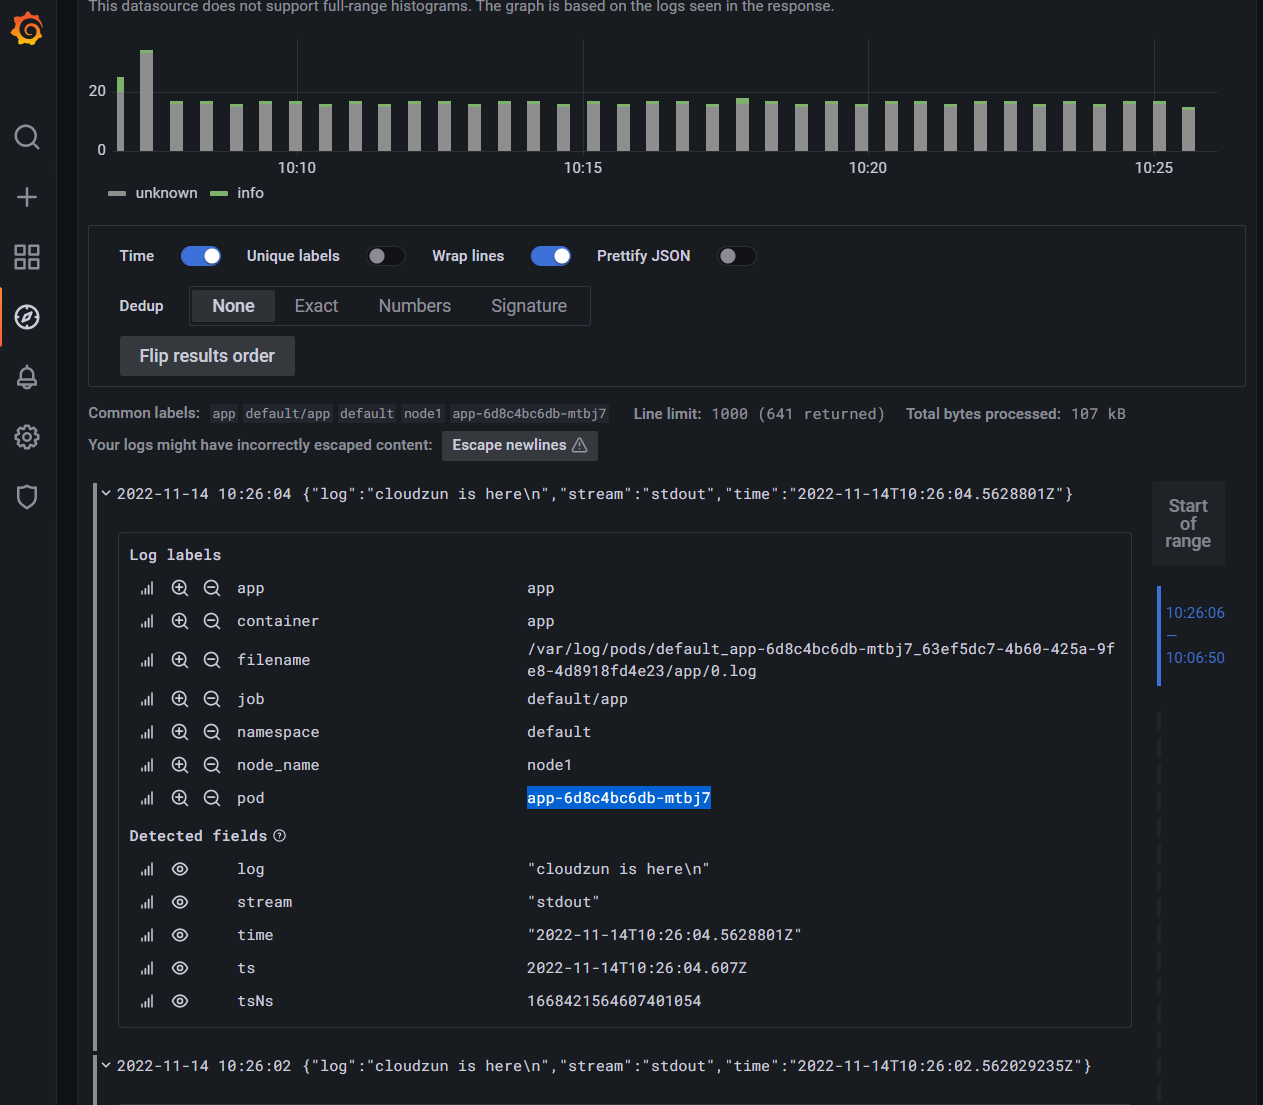 This datasource does not support full-range histograms. The graph is based on the logs seen in the response.
20
0
10:10 10:15 10:20 10:25
unknown info
Time Unique labels Wrap lines Prettify JSON
Dedup None Exact Numbers Signature
Flip results order
Common labels: app default/app default node1 app-6d8c4bc6db-mtbj7 Line limit: 1000 (641 returned) Total bytes processed: 107 kB
Your logs might have incorrectly escaped content: Escape newlines
2022-11-14 10:26:04 {"log":"cloudzun is here\n","stream":"stdout","time":"2022-11-14T10:26:04.5628801Z"}
Start
of
range
Log labels
app app
container app
filename /var/log/pods/default_app-6d8c4bc6db-mtbj7_63ef5dc7-4b60-425a-9f
e8-4d8918fd4e23/app/0.log
job default/app
namespace default
node_name node1
pod app-6d8c4bc6db-mtbj7
10:26:06
—
10:06:50
Detected fields
log "cloudzun is here\n"
stream "stdout"
time "2022-11-14T10:26:04.5628801Z"
ts 2022-11-14T10:26:04.607Z
tsNs 1668421564607401054
2022-11-14 10:26:02 {"log":"cloudzun is here\n","stream":"stdout","time":"2022-11-14T10:26:02.562029235Z"}